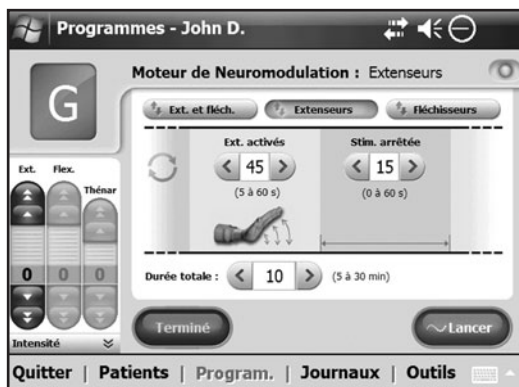 Programmes - John D.
G
Moteur de Neuromodulation : Extenseurs
Ext. et fléch.
Extenseurs
Fléchisseurs
Ext. activés
Stim. arrêtée
45
15
(5 à 60 s)
(0 à 60 s)
Ext.
Flex.
Thénar
0
0
0
Durée totale : 10 (5 à 30 min)
Terminé
Lancer
Intensité
Quitter | Patients | Program. | Journaux | Outils